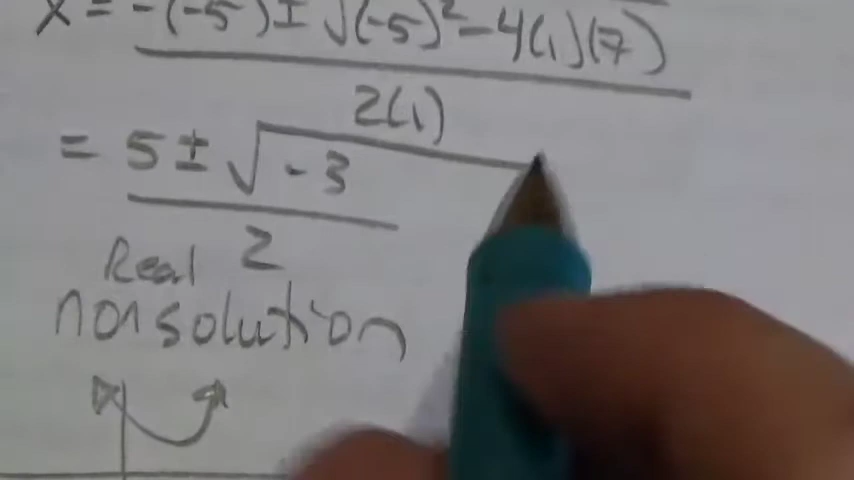 x = -(-5) ± √(-5)² - 4(1)(7)
2(1)
= 5 ± √-3
2
Real
no solution